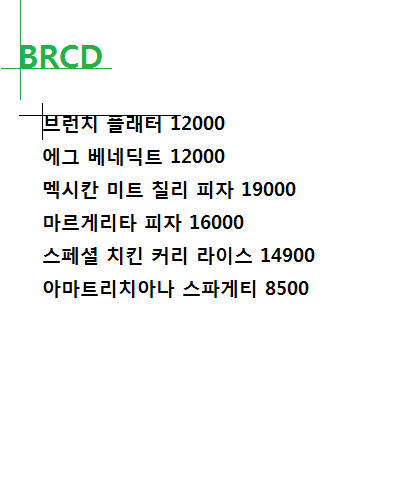 BRCD
브런치 플래터 12000
에그 베네딕트 12000
멕시칸 미트 칠리 피자 19000
마르게리타 피자 16000
스페셜 치킨 커리 라이스 14900
아마트리치아나 스파게티 8500